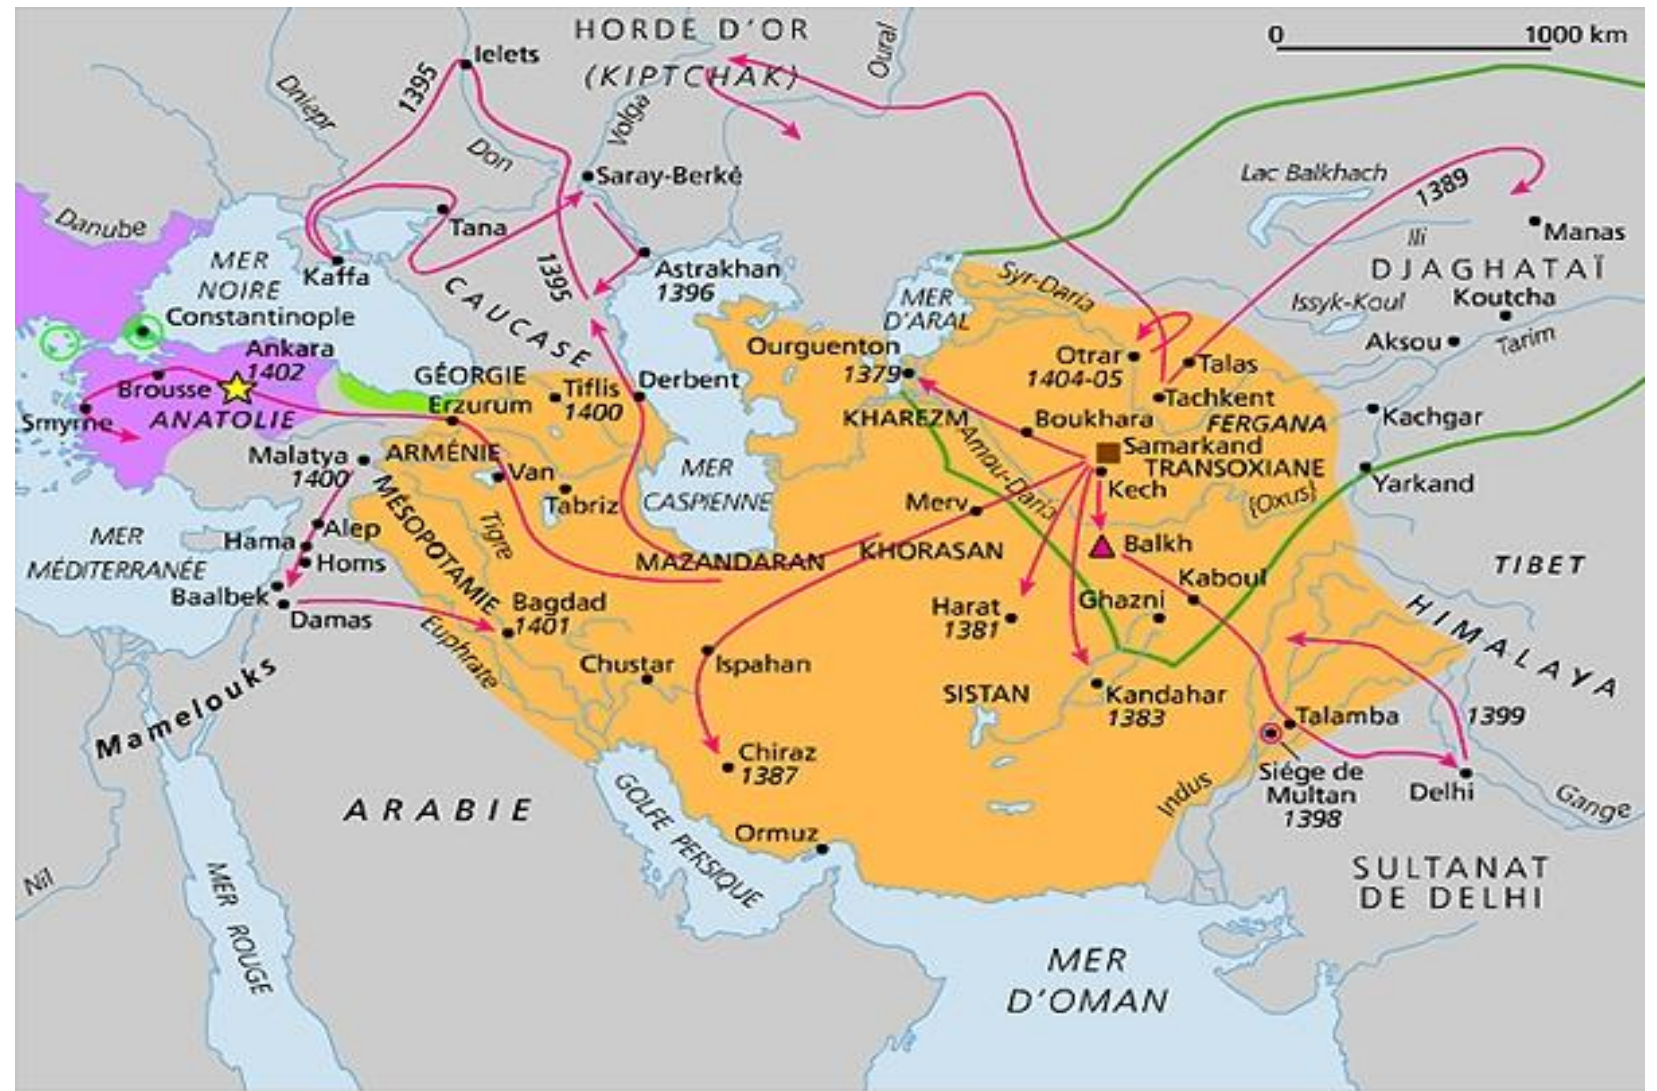 HORDE D'OR
(KIPTCHAK)
0 1000 km
Oural
Ielets
1395
Dniepr
Volga
Don
Saray-Berké
Lac Balkhach
1389
Danube
Tana
Ili
Manas
MER
NOIRE
Kaffa
1395
Astrakhan
1396
DJAGHATAÏ
Syr-Daria
Issyk-Koul
Koutcha
MER
D'ARAL
CAUCASE
Constantinople
Aksou
Tarim
Ankara
1402
Ourguenton
1379
Otrar
1404-05
Talas
Brousse
GÉORGIE
Tiflis
1400
Derbent
Tachkent
Erzurum
Smyrne
ANATOLIE
KHAREZM
Boukhara
FERGANA
Kachgar
Malatya
1400
ARMÉNIE
Samarkand
TRANSOXIANE
Van
Tabriz
MER
CASPIENNE
Amou-Daria
Kech
{Oxus}
Yarkand
MÉSOPOTAMIE
Tigre
Merv
MER
MÉDITERRANÉE
Alep
Hama
Homs
MAZANDARAN
KHORASAN
Balkh
TIBET
Baalbek
Damas
Bagdad
1401
Kaboul
Ghazni
Harat
1381
HIMALAYA
Euphrate
Chustar
Ispahan
SISTAN
Kandahar
1383
Mamelouks
Talamba
1399
Chiraz
1387
Siége de
Multan
1398
Delhi
Indus
Gange
ARABIE
GOLFE PERSIQUE
Ormuz
Nil
MER ROUGE
SULTANAT
DE DELHI
MER
D'OMAN